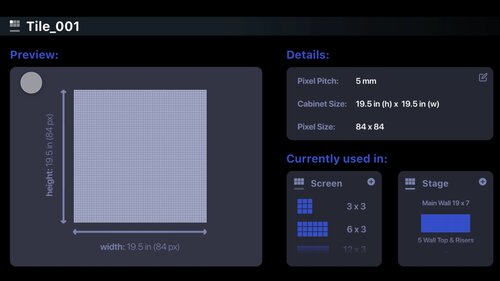 Tile_001
Preview:
height: 19.5 in (84 px)
width: 19.5 in (84 px)
Details:
Pixel Pitch: 5 mm
Cabinet Size: 19.5 in (h) x 19.5 in (w)
Pixel Size: 84 x 84
Currently used in:
Screen
3 x 3
6 x 3
12 x 3
Stage
Main Wall 19 x 7
5 Wall Top & Risers